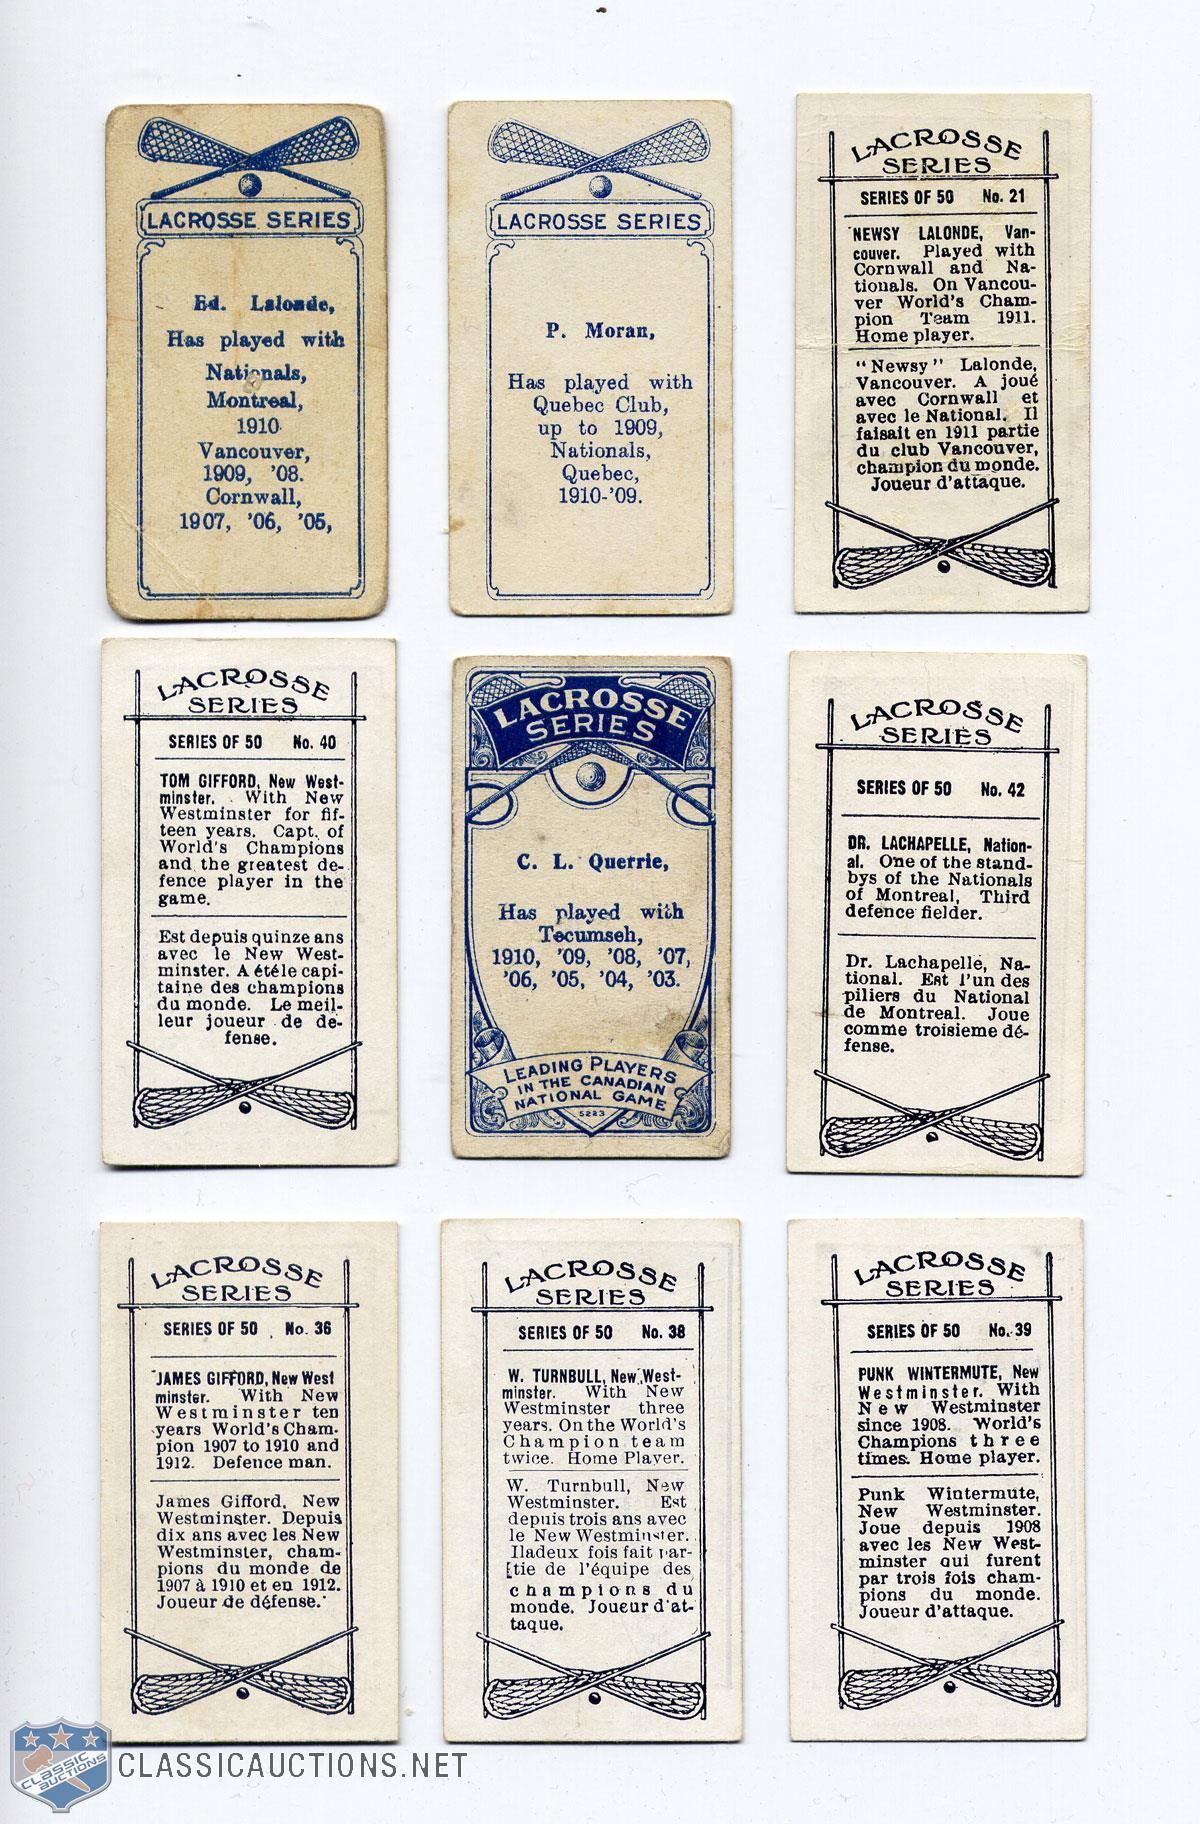 LACROSSE SERIES
Ed. Lalonde,
Has played with
Nationals,
Montreal,
1910
Vancouver,
1909, '08.
Cornwall,
1907, '06, '05,
LACROSSE SERIES
P. Moran,
Has played with
Quebec Club,
up to 1909,
Nationals,
Quebec,
1910-'09.
LACROSSE
SERIES
SERIES OF 50 No. 21
NEWSY LALONDE, Van-
couver. Played with
Cornwall and Na-
tionals. On Vancou-
ver World's Cham-
pion Team 1911.
Home player.
"Newsy" Lalonde,
Vancouver. A joué
avec Cornwall et
avec le National. Il
faisait en 1911 partie
du club Vancouver,
champion du monde.
Joueur d'attaque.
LACROSSE
SERIES
SERIES OF 50 No. 40
TOM GIFFORD, New West-
minster. With New
Westminster for fif-
teen years. Capt. of
World's Champions
and the greatest de-
fence player in the
game.
Est depuis quinze ans
avec le New West-
minster. A étéle capi-
taine des champions
du monde. Le meil-
leur joueur de de-
fense.
LACROSSE
SERIES
C. L. Querrie,
Has played with
Tecumseh,
1910, '09, '08, '07,
'06, '05, '04, '03.
LEADING PLAYERS
IN THE CANADIAN
NATIONAL GAME
5223
LACROSSE
SERIES
SERIES OF 50 No. 42
DR. LACHAPELLE, Nation-
al. One of the stand-
bys of the Nationals
of Montreal, Third
defence fielder.
Dr. Lachapelle, Na-
tional. Est l'un des
piliers du National
de Montreal. Joue
comme troisieme dé-
fense.
LACROSSE
SERIES
SERIES OF 50 No. 36
JAMES GIFFORD, New West
minster. With New
Westminster ten
years World's Cham-
pion 1907 to 1910 and
1912. Defence man.
James Gifford, New
Westminster. Depuis
dix ans avec les New
Westminster, cham-
pions du monde de
1907 à 1910 et en 1912.
Joueur de défense.
LACROSSE
SERIES
SERIES OF 50 No. 38
W. TURNBULL, New West-
minster. With New
Westminster three
years. On the World's
Champion team
twice. Home Player.
W. Turnbull, New
Westminster. Est
depuis trois ans avec
le New Westminster.
Iladeux fois fait par-
tie de l'équipe des
champions du
monde. Joueur d'at-
taque.
LACROSSE
SERIES
SERIES OF 50 No. 39
PUNK WINTERMUTE, New
Westminster. With
New Westminster
since 1908. World's
Champions three
times. Home player.
Punk Wintermute,
New Westminster.
Joue depuis 1908
avec les New West-
minster qui furent
par trois fois cham-
pions du monde.
Joueur d'attaque.
CLASSIC
AUCTIONS
CLASSICAUCTIONS.NET